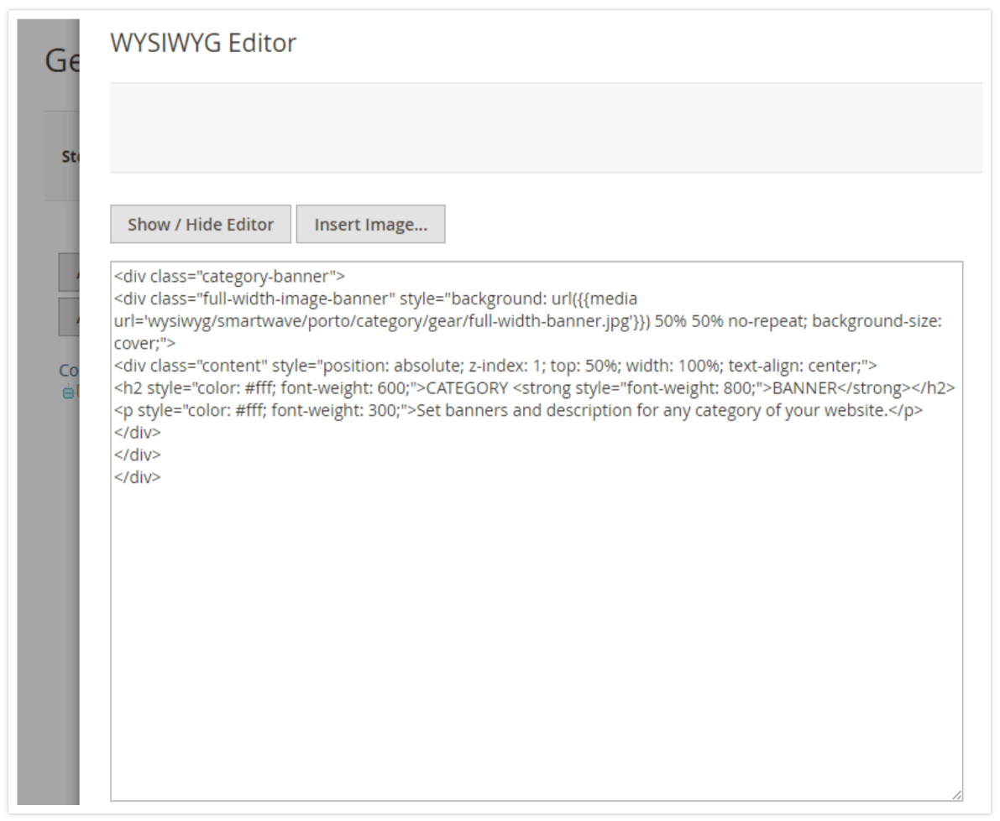 WYSIWYG Editor
Ge
Sto
Show / Hide Editor
Insert Image...
<div class="category-banner">
<div class="full-width-image-banner" style="background: url({{media
url='wysiwyg/smartwave/porto/category/gear/full-width-banner.jpg'}}) 50% 50% no-repeat; background-size:
cover;">
<div class="content" style="position: absolute; z-index: 1; top: 50%; width: 100%; text-align: center;">
<h2 style="color: #fff; font-weight: 600;">CATEGORY <strong style="font-weight: 800;">BANNER</strong></h2>
<p style="color: #fff; font-weight: 300;">Set banners and description for any category of your website.</p>
</div>
</div>
</div>
Co